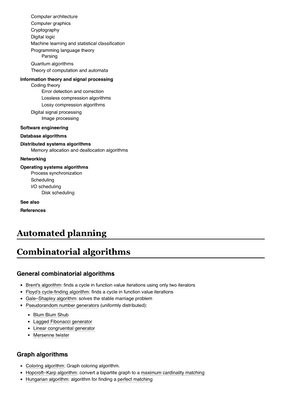 Computer architecture
Computer graphics
Cryptography
Digital logic
Machine learning and statistical classification
Programming language theory
Parsing
Quantum algorithms
Theory of computation and automata
Information theory and signal processing
Coding theory
Error detection and correction
Lossless compression algorithms
Lossy compression algorithms
Digital signal processing
Image processing
Software engineering
Database algorithms
Distributed systems algorithms
Memory allocation and deallocation algorithms
Networking
Operating systems algorithms
Process synchronization
Scheduling
I/O scheduling
Disk scheduling
See also
References
Automated planning
Combinatorial algorithms
General combinatorial algorithms
Brent's algorithm: finds a cycle in function value iterations using only two iterators
Floyd's cycle-finding algorithm: finds a cycle in function value iterations
Gale–Shapley algorithm: solves the stable marriage problem
Pseudorandom number generators (uniformly distributed):
Blum Blum Shub
Lagged Fibonacci generator
Linear congruential generator
Mersenne twister
Graph algorithms
Coloring algorithm: Graph coloring algorithm.
Hopcroft–Karp algorithm: convert a bipartite graph to a maximum cardinality matching
Hungarian algorithm: algorithm for finding a perfect matching